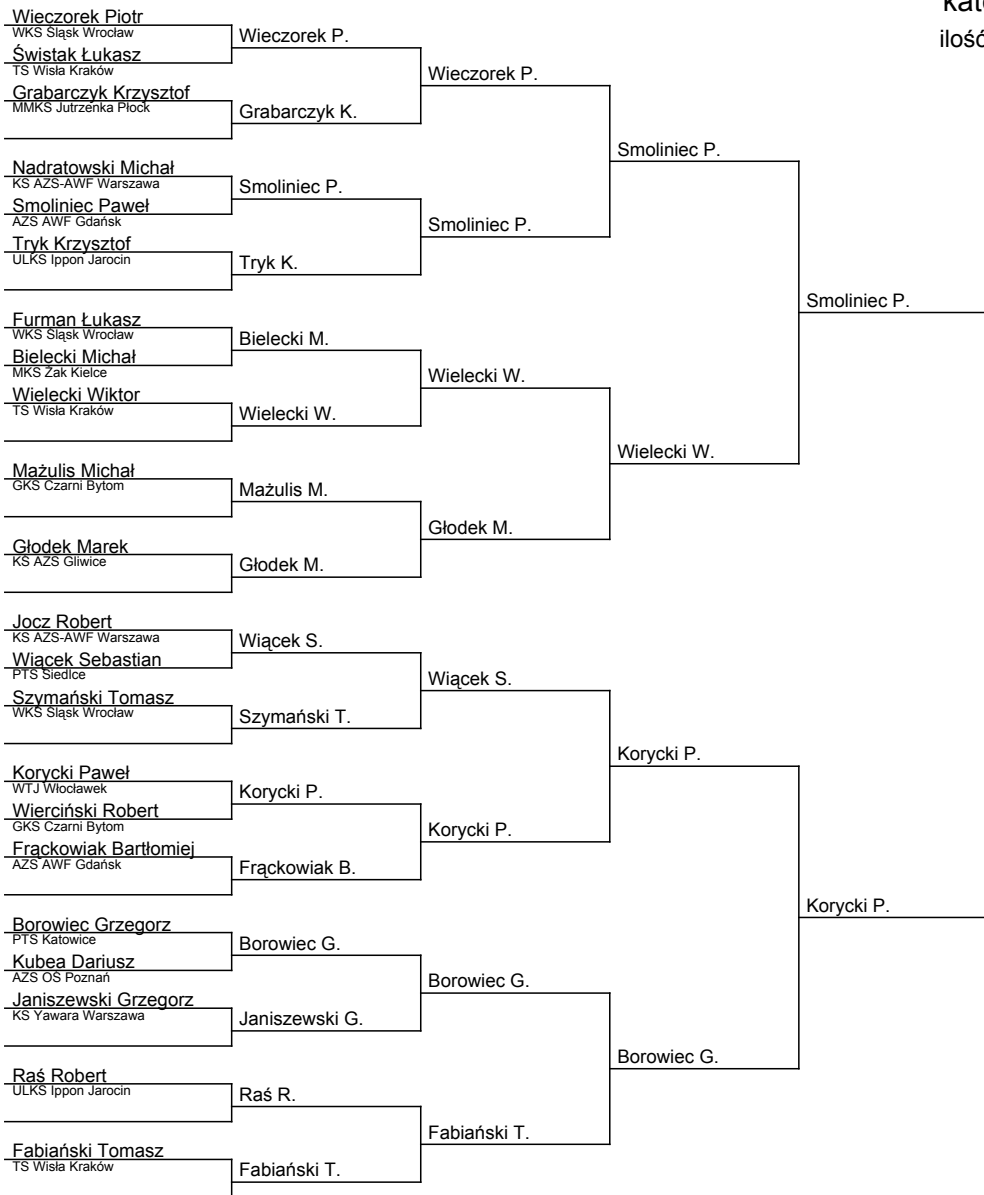 kat
ilość
Wieczorek Piotr
WKS Śląsk Wrocław
Świstak Łukasz
TS Wisła Kraków
Grabarczyk Krzysztof
MMKS Jutrzenka Płock
Nadratowski Michał
KS AZS-AWF Warszawa
Smoliniec Paweł
AZS AWF Gdańsk
Tryk Krzysztof
ULKS Ippon Jarocin
Furman Łukasz
WKS Śląsk Wrocław
Bielecki Michał
MKS Żak Kielce
Wielecki Wiktor
TS Wisła Kraków
Mażulis Michał
GKS Czarni Bytom
Głodek Marek
KS AZS Gliwice
Jocz Robert
KS AZS-AWF Warszawa
Wiącek Sebastian
PTS Siedlce
Szymański Tomasz
WKS Śląsk Wrocław
Korycki Paweł
WTJ Włocławek
Wierciński Robert
GKS Czarni Bytom
Frąckowiak Bartłomiej
AZS AWF Gdańsk
Borowiec Grzegorz
PTS Katowice
Kubea Dariusz
AZS OŚ Poznań
Janiszewski Grzegorz
KS Yawara Warszawa
Raś Robert
ULKS Ippon Jarocin
Fabiański Tomasz
TS Wisła Kraków
Wieczorek P.
Grabarczyk K.
Smoliniec P.
Tryk K.
Bielecki M.
Wielecki W.
Mażulis M.
Głodek M.
Wiącek S.
Szymański T.
Korycki P.
Frąckowiak B.
Borowiec G.
Janiszewski G.
Raś R.
Fabiański T.
Wieczorek P.
Smoliniec P.
Wielecki W.
Głodek M.
Wiącek S.
Korycki P.
Borowiec G.
Fabiański T.
Smoliniec P.
Wielecki W.
Korycki P.
Borowiec G.
Smoliniec P.
Korycki P.